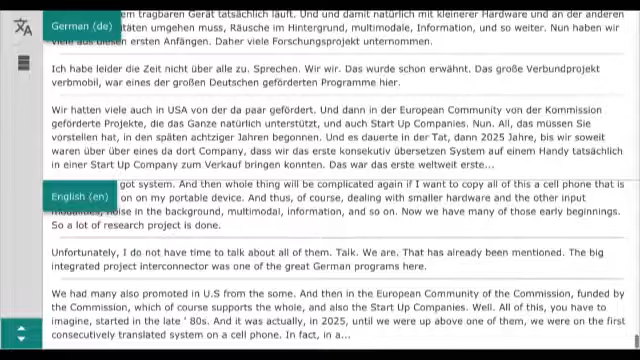 German (de)
em tragbaren Gerät tatsächlich läuft. Und und damit natürlich mit kleinerer Hardware und an der anderen
itäten umgehen muss, Räusche im Hintergrund, multimodale, Information, und so weiter. Nun haben wir
viele aus diesen ersten Anfängen. Daher viele Forschungsprojekt unternommen.
Ich habe leider die Zeit nicht über alle zu. Sprechen. Wir wir. Das wurde schon erwähnt. Das große Verbundprojekt
verbmobil, war eines der großen Deutschen geförderten Programme hier.
Wir hatten viele auch in USA von der da paar gefördert. Und dann in der European Community von der Kommission
geförderte Projekte, die das Ganze natürlich unterstützt, und auch Start Up Companies. Nun. All, das müssen Sie
vorstellen hat, in den späten achtziger Jahren begonnen. Und es dauerte in der Tat, dann 2025 Jahre, bis wir soweit
waren über über eines da dort Company, dass wir das erste konsekutiv übersetzen System auf einem Handy tatsächlich
in einer Start Up Company zum Verkauf bringen konnten. Das war das erste weltweit erste...
English (en)
got system. And then whole thing will be complicated again if I want to copy all of this a cell phone that is
on on my portable device. And thus, of course, dealing with smaller hardware and the other input
modalities, noise in the background, multimodal, information, and so on. Now we have many of those early beginnings.
So a lot of research project is done.
Unfortunately, I do not have time to talk about all of them. Talk. We are. That has already been mentioned. The big
integrated project interconnector was one of the great German programs here.
We had many also promoted in U.S from the some. And then in the European Community of the Commission, funded by
the Commission, which of course supports the whole, and also the Start Up Companies. Well. All of this, you have to
imagine, started in the late ' 80s. And it was actually, in 2025, until we were up above one of them, we were on the first
consecutively translated system on a cell phone. In fact, in a...